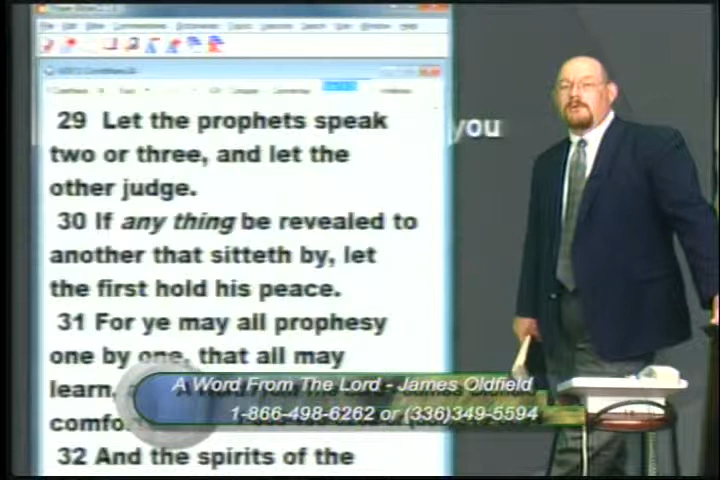 you
29 Let the prophets speak
two or three, and let the
other judge.
30 If any thing be revealed to
another that sitteth by, let
the first hold his peace.
31 For ye may all prophesy
one by one, that all may
learn,
comfo
32 And the spirits of the
A Word From The Lord - James Oldfield
1-866-498-6262 or (336)349-5594